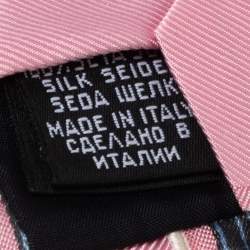 SILK SEIDE
SEDA ШЕЛК
MADE IN ITALY
СДЕЛАНО В
ИТАЛИИ